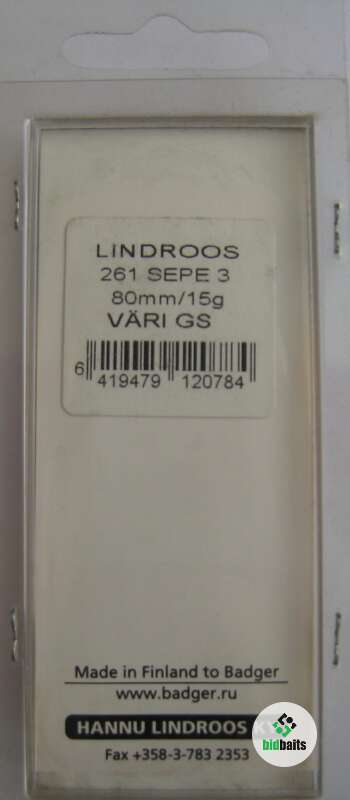 LINDROOS
261 SEPE 3
80mm/15g
VÄRI GS
6 419479 120784
Made in Finland to Badger
www.badger.ru
HANNU LINDROOS KY
Fax +358-3-783 2353
bidbaits